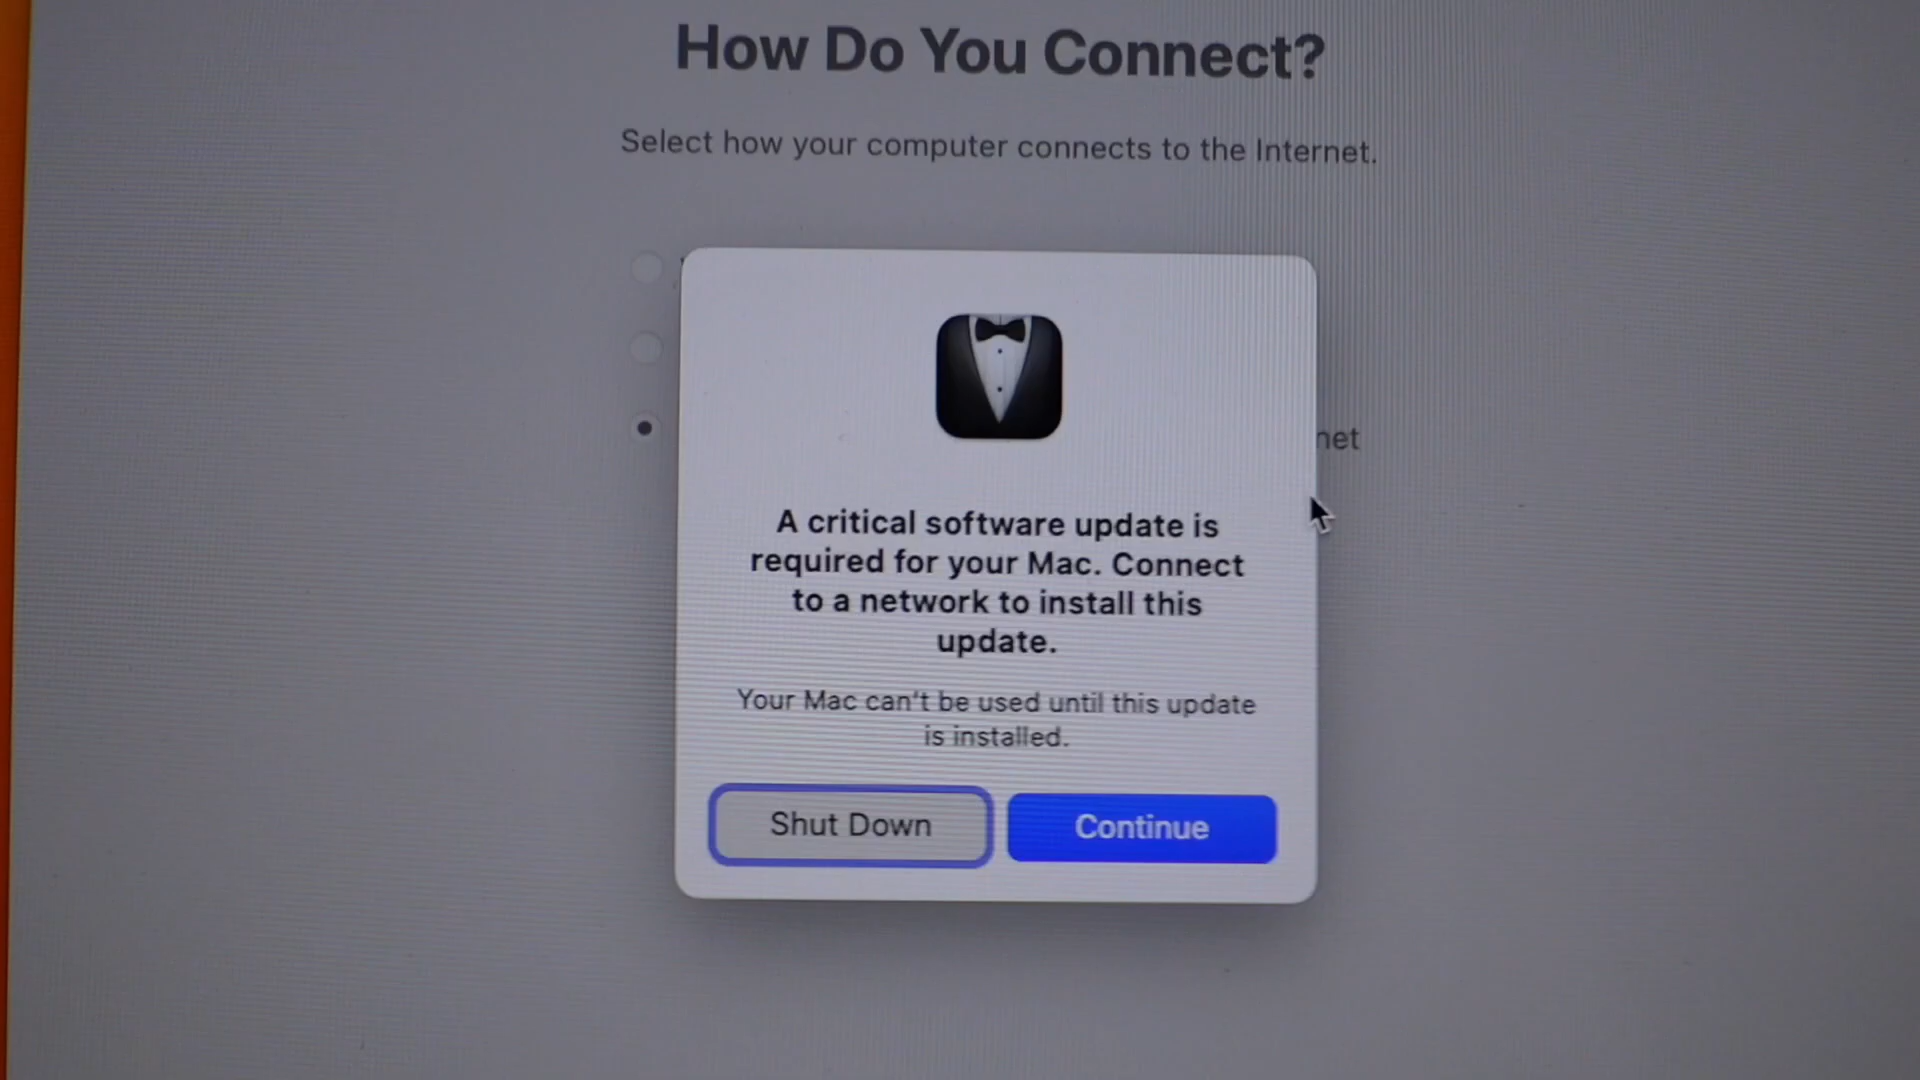 How Do You Connect?
Select how your computer connects to the Internet.
net
A critical software update is
required for your Mac. Connect
to a network to install this
update.
Your Mac can't be used until this update
is installed.
Shut Down
Continue